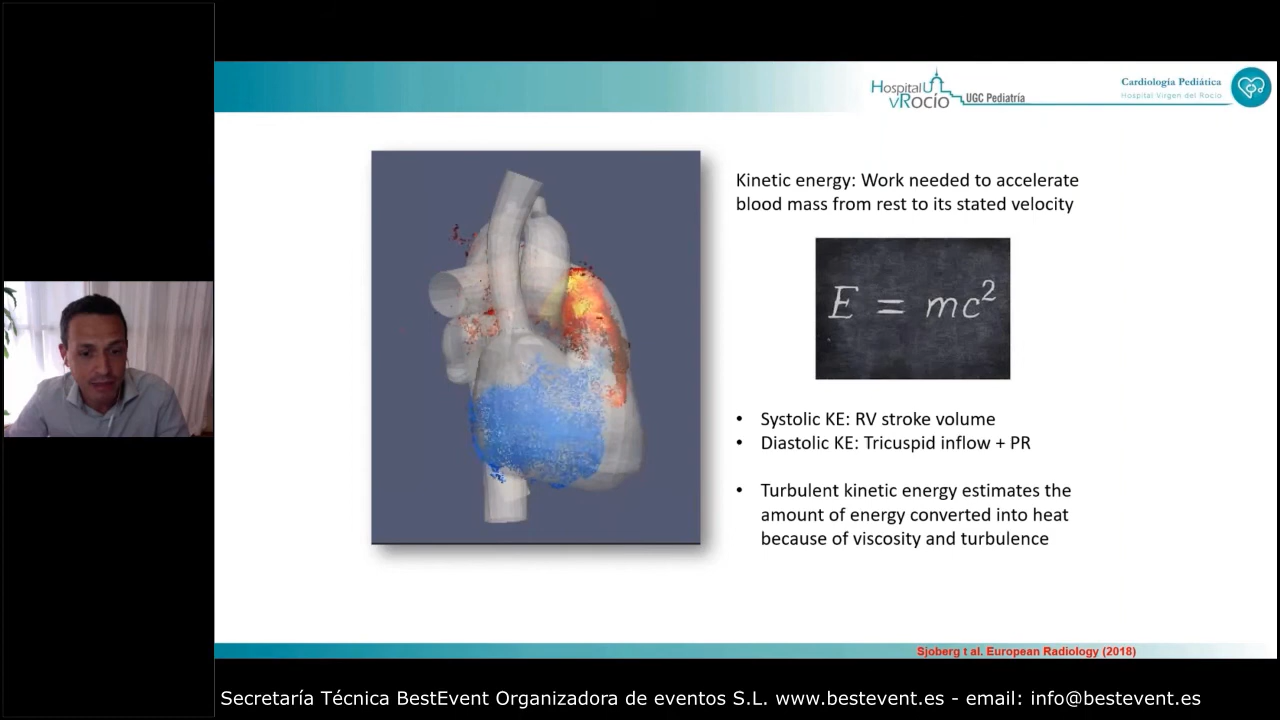 Hospital U
vRocío UGC Pediatría
Cardiología Pediática
Hospital Virgen del Rocío
Kinetic energy: Work needed to accelerate
blood mass from rest to its stated velocity
E = mc²
• Systolic KE: RV stroke volume
• Diastolic KE: Tricuspid inflow + PR
• Turbulent kinetic energy estimates the
amount of energy converted into heat
because of viscosity and turbulence
Sjoberg t al. European Radiology (2018)
Secretaría Técnica BestEvent Organizadora de eventos S.L. www.bestevent.es - email: info@bestevent.es